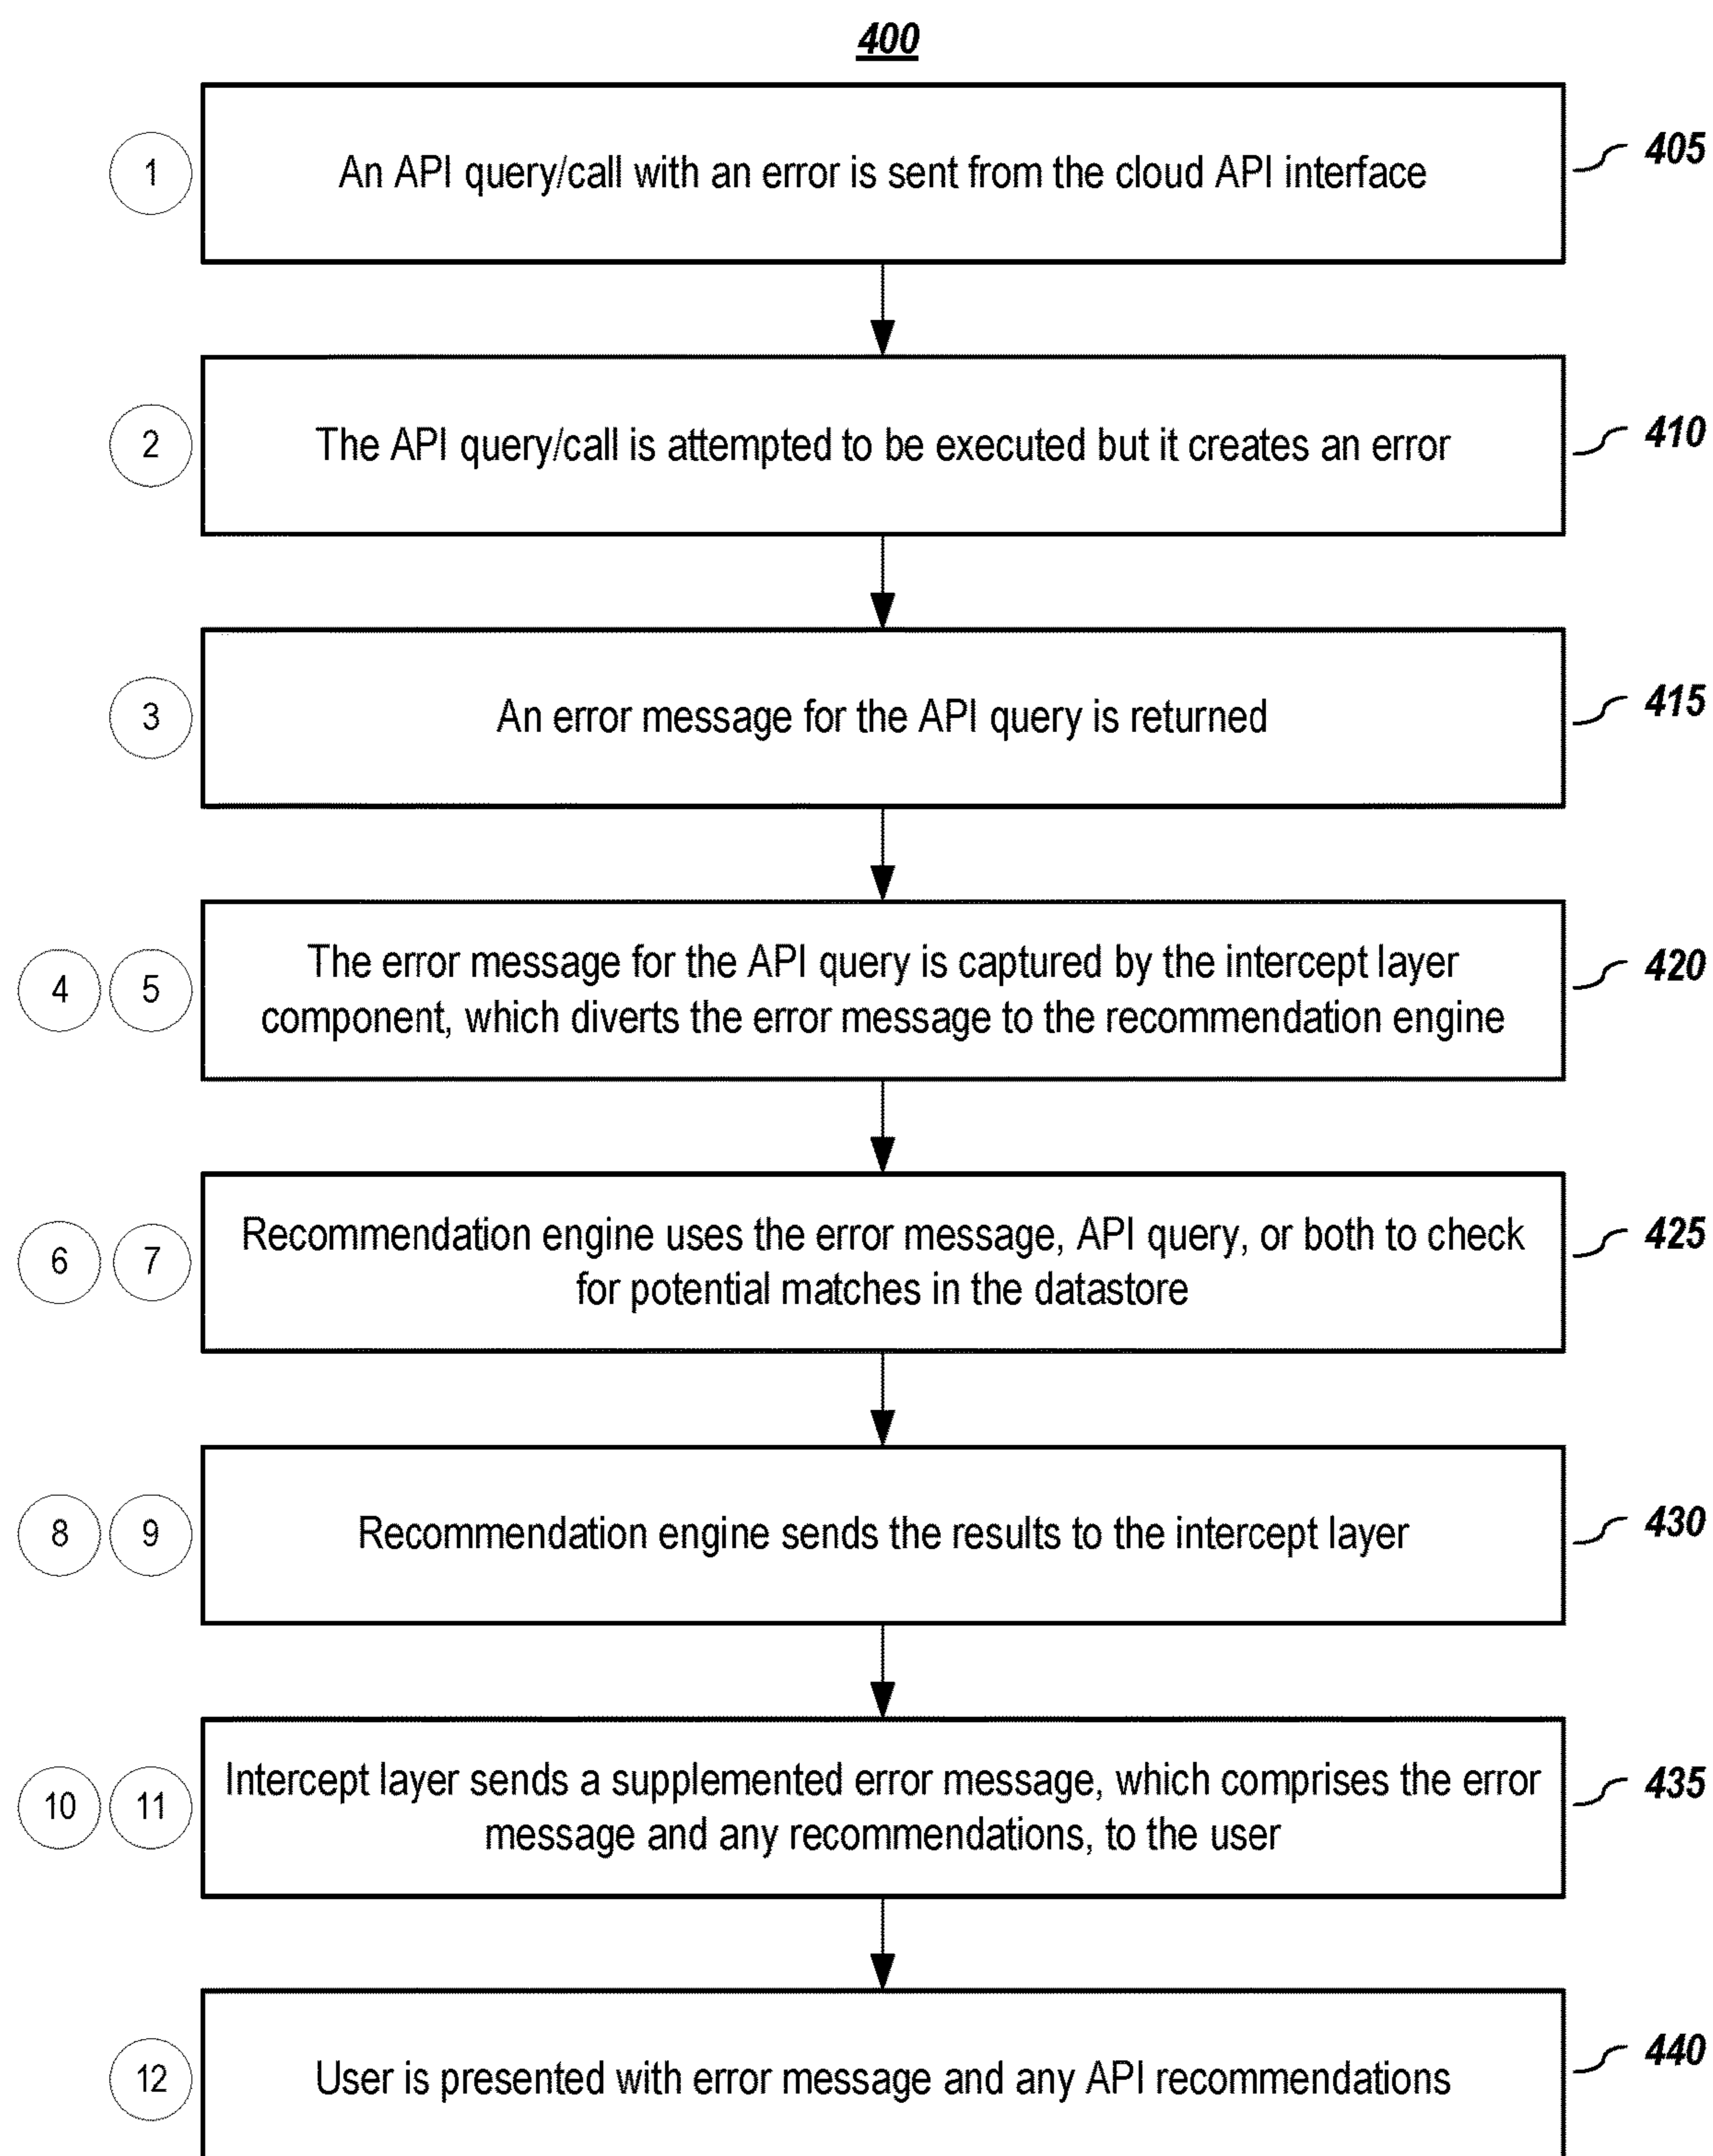 400
1
An API query/call with an error is sent from the cloud API interface
405
2
The API query/call is attempted to be executed but it creates an error
410
3
An error message for the API query is returned
415
4 5
The error message for the API query is captured by the intercept layer
component, which diverts the error message to the recommendation engine
420
6 7
Recommendation engine uses the error message, API query, or both to check
for potential matches in the datastore
425
8 9
Recommendation engine sends the results to the intercept layer
430
10 11
Intercept layer sends a supplemented error message, which comprises the error
message and any recommendations, to the user
435
12
User is presented with error message and any API recommendations
440